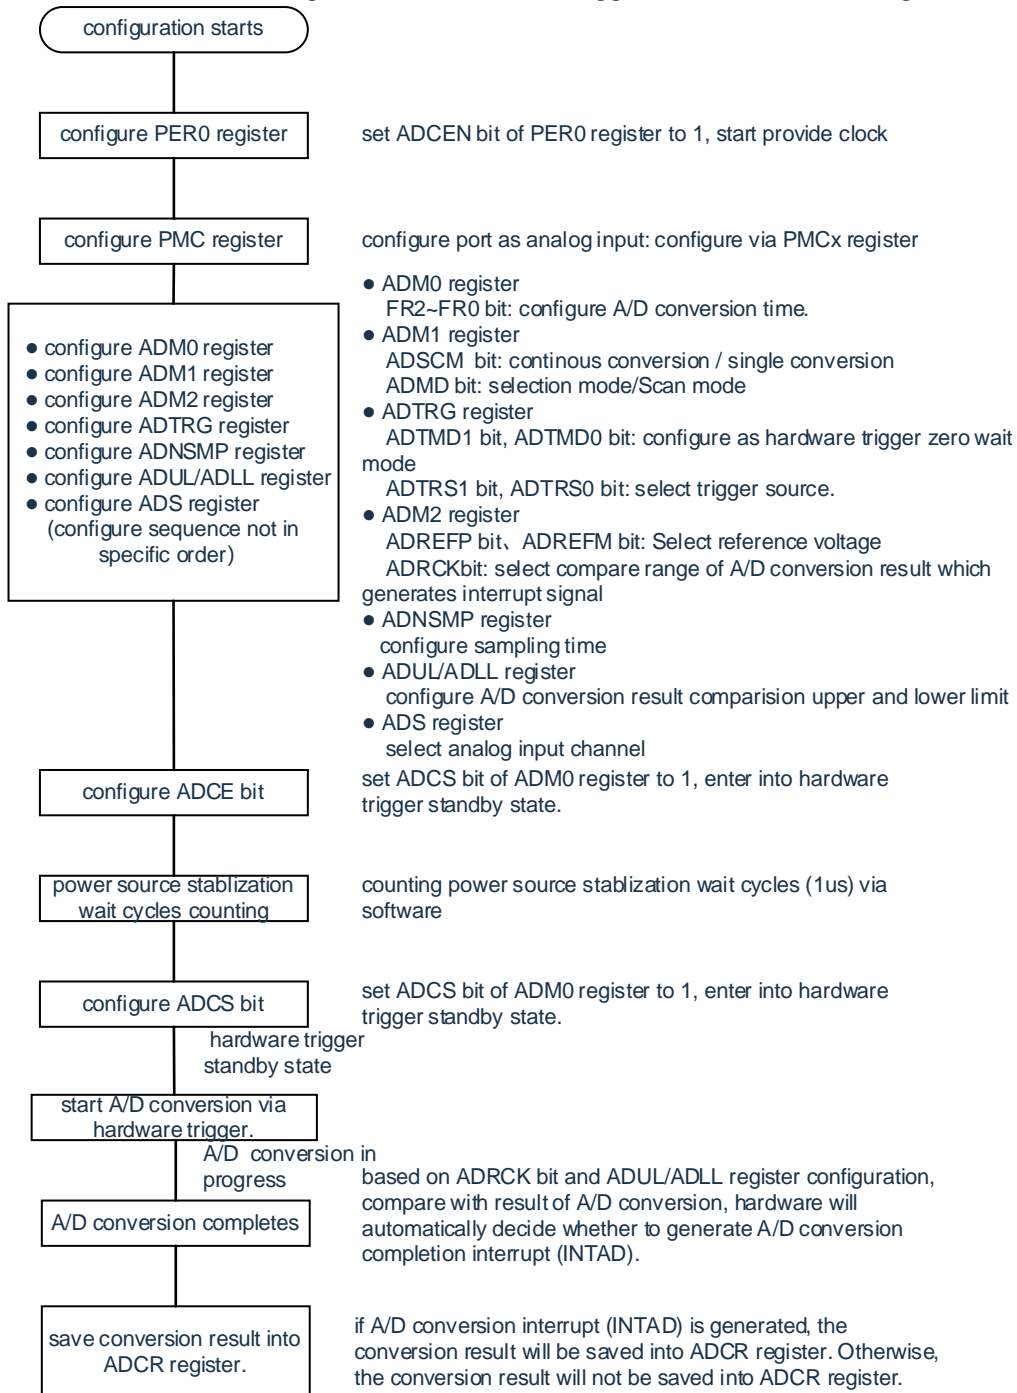 configuration starts
configure PER0 register
set ADCEN bit of PER0 register to 1, start provide clock
configure PMC register
configure port as analog input: configure via PMCx register
● configure ADM0 register
● configure ADM1 register
● configure ADM2 register
● configure ADTRG register
● configure ADNSMP register
● configure ADUL/ADLL register
● configure ADS register
(configure sequence not in
specific order)
● ADM0 register
FR2~FR0 bit: configure A/D conversion time.
● ADM1 register
ADSCM bit: continous conversion / single conversion
ADMD bit: selection mode/Scan mode
● ADTRG register
ADTMD1 bit, ADTMD0 bit: configure as hardware trigger zero wait
mode
ADTRS1 bit, ADTRS0 bit: select trigger source.
● ADM2 register
ADREFP bit、ADREFM bit: Select reference voltage
ADRCKbit: select compare range of A/D conversion result which
generates interrupt signal
● ADNSMP register
configure sampling time
● ADUL/ADLL register
configure A/D conversion result comparision upper and lower limit
● ADS register
select analog input channel
configure ADCE bit
set ADCS bit of ADM0 register to 1, enter into hardware
trigger standby state.
power source stablization
wait cycles counting
counting power source stablization wait cycles (1us) via
software
configure ADCS bit
set ADCS bit of ADM0 register to 1, enter into hardware
trigger standby state.
hardware trigger
standby state
start A/D conversion via
hardware trigger.
A/D conversion in
progress
A/D conversion completes
based on ADRCK bit and ADUL/ADLL register configuration,
compare with result of A/D conversion, hardware will
automatically decide whether to generate A/D conversion
completion interrupt (INTAD).
save conversion result into
ADCR register.
if A/D conversion interrupt (INTAD) is generated, the
conversion result will be saved into ADCR register. Otherwise,
the conversion result will not be saved into ADCR register.